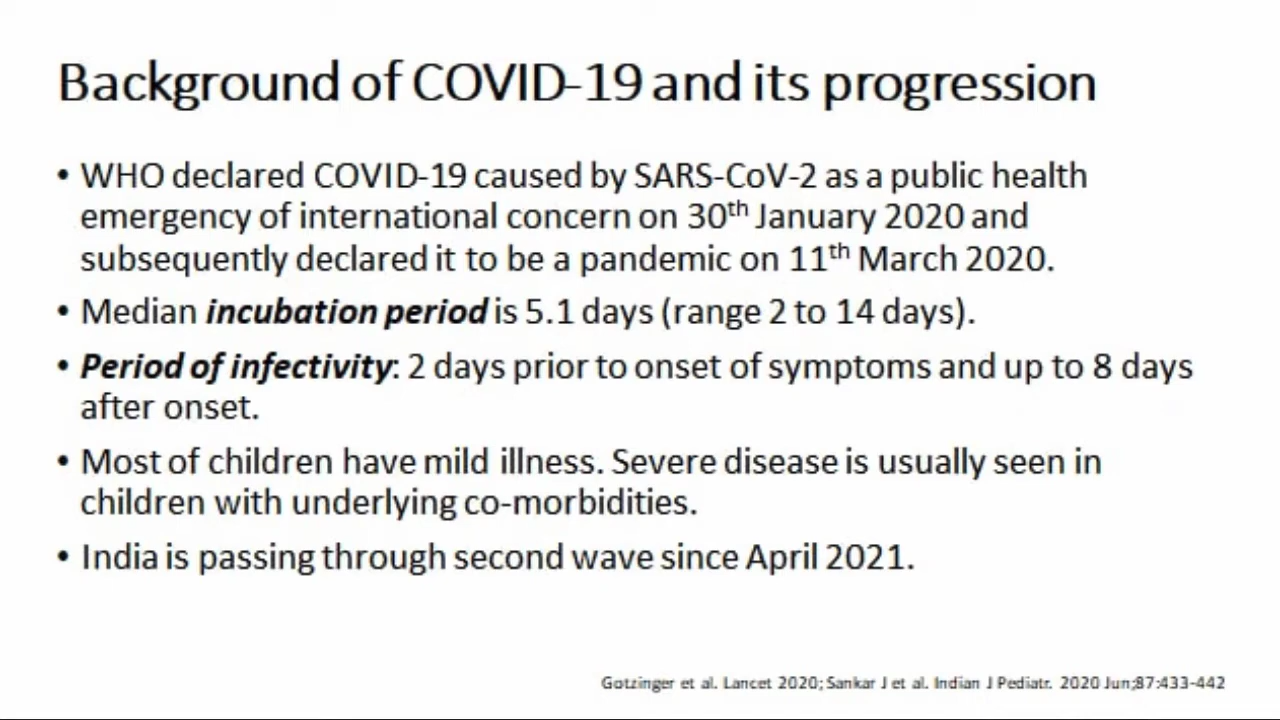 Background of COVID-19 and its progression
• WHO declared COVID-19 caused by SARS-CoV-2 as a public health
emergency of international concern on 30th January 2020 and
subsequently declared it to be a pandemic on 11th March 2020.
• Median incubation period is 5.1 days (range 2 to 14 days).
• Period of infectivity: 2 days prior to onset of symptoms and up to 8 days
after onset.
• Most of children have mild illness. Severe disease is usually seen in
children with underlying co-morbidities.
• India is passing through second wave since April 2021.
Gotzinger et al. Lancet 2020; Sankar J et al. Indian J Pediatr. 2020 Jun;87:433-442